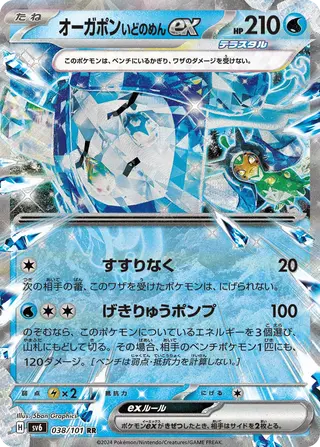 たね オーガポン いどのめんex HP210
テラスタル
このポケモンは、ベンチにいるかぎり、ワザのダメージを受けない。
すすりなく 20
次の相手の番、このワザを受けたポケモンは、にげられない。
げきりゅうポンプ 100
のぞむなら、このポケモンについているエネルギーを3個選び、
山札にもどして切る。その場合、相手のベンチポケモン1匹にも、
120ダメージ。[ベンチは弱点・抵抗力を計算しない。]
弱点 ×2 抵抗力 にげる
Illus. 5ban Graphics
H sv6 038/101 RR
exルール
ポケモンexがきぜつしたとき、相手はサイドを2枚とる。
©2024 Pokémon/Nintendo/Creatures/GAME FREAK.